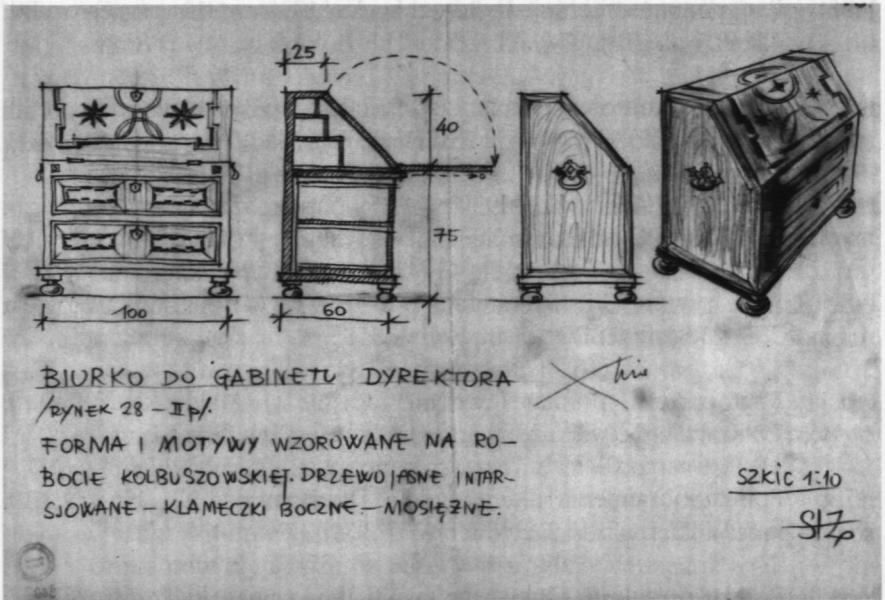 25
40
75
100
60
BIURKO DO GABINETU DYREKTORA
/RYNEK 28 – II p/.
FORMA I MOTYWY WZOROWANE NA RO–
BOCIE KOLBUSZOWSKIEJ. DRZEWO JASNE INTAR–
SJOWANE – KLAMECZKI BOCZNE – MOSIĘŻNE.
SZKIC 1:10